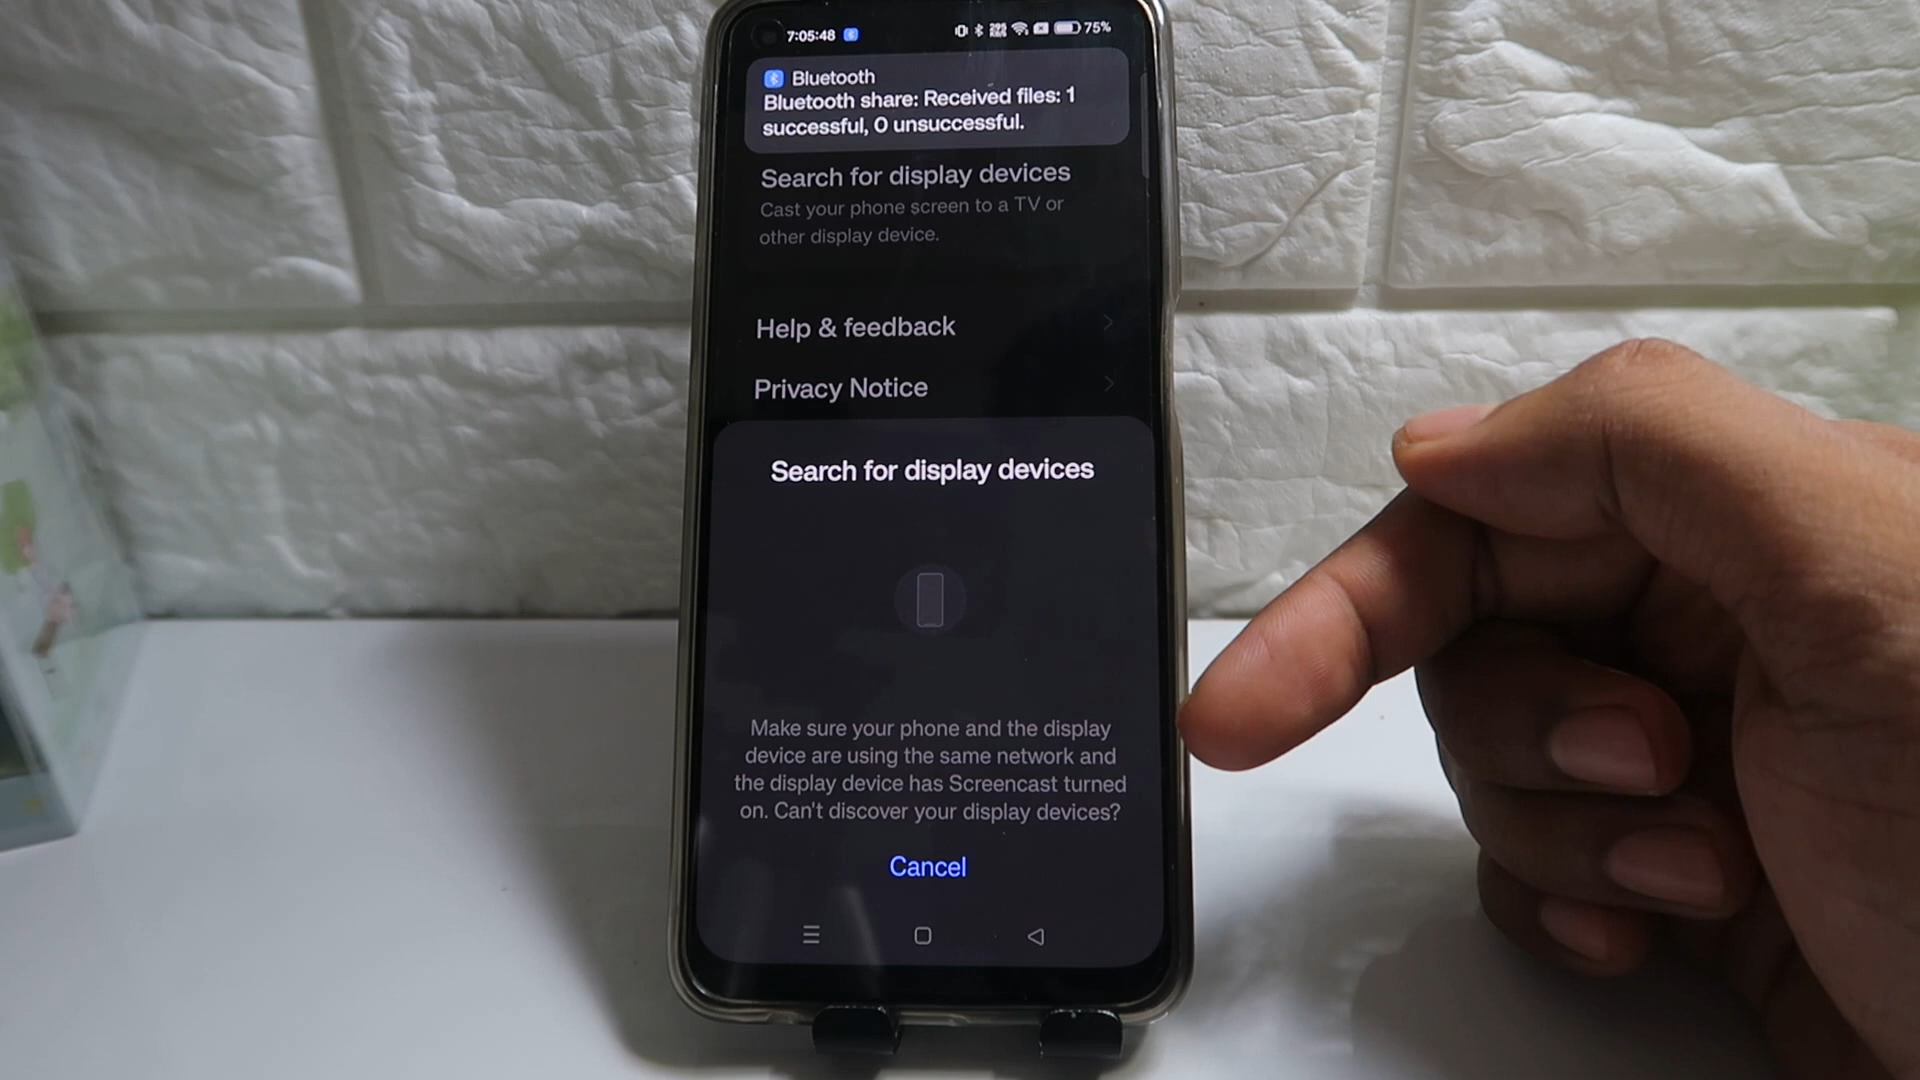 7:05:48
75%
Bluetooth
Bluetooth share: Received files: 1
successful, 0 unsuccessful.
Search for display devices
Cast your phone screen to a TV or
other display device.
Help & feedback
Privacy Notice
Search for display devices
Make sure your phone and the display
device are using the same network and
the display device has Screencast turned
on. Can't discover your display devices?
Cancel